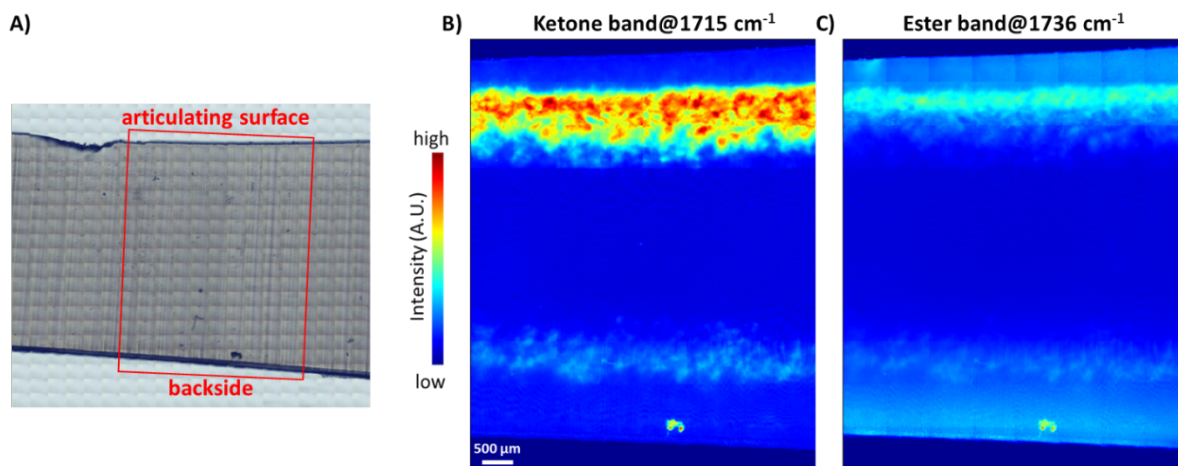 A)
articulating surface
backside
B)
Ketone band@1715 cm⁻¹
high
Intensity (A.U.)
low
500 µm
C)
Ester band@1736 cm⁻¹